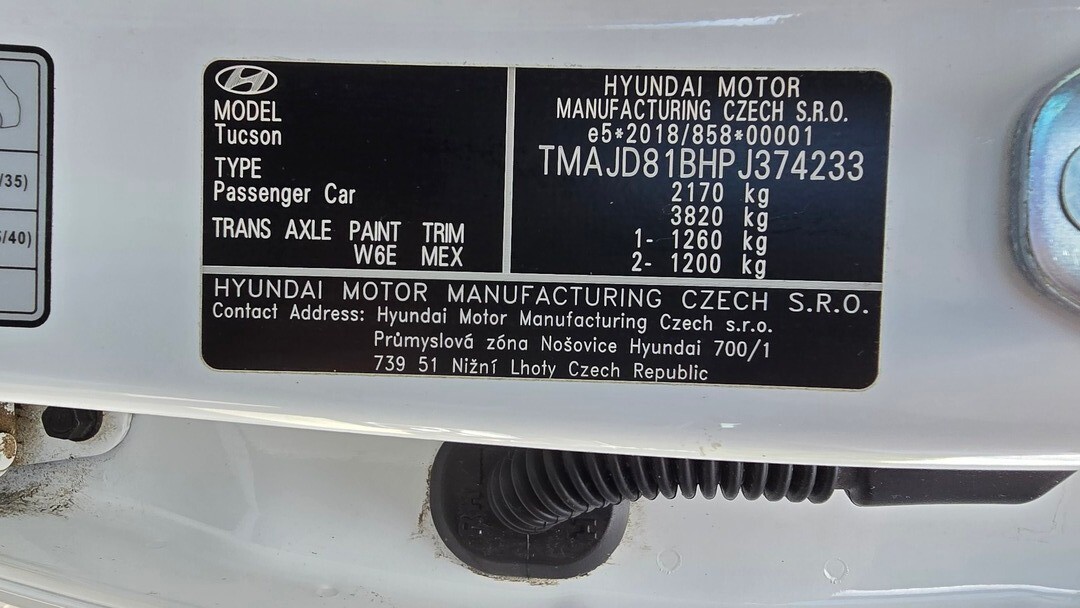 MODEL
Tucson
TYPE
Passenger Car
TRANS AXLE PAINT TRIM
W6E MEX
HYUNDAI MOTOR
MANUFACTURING CZECH S.R.O.
e5*2018/858*00001
TMAJD81BHPJ374233
2170 kg
3820 kg
1- 1260 kg
2- 1200 kg
HYUNDAI MOTOR MANUFACTURING CZECH S.R.O.
Contact Address: Hyundai Motor Manufacturing Czech s.r.o.
Průmyslová zóna Nošovice Hyundai 700/1
739 51 Nižní Lhoty Czech Republic
/35)
/40)